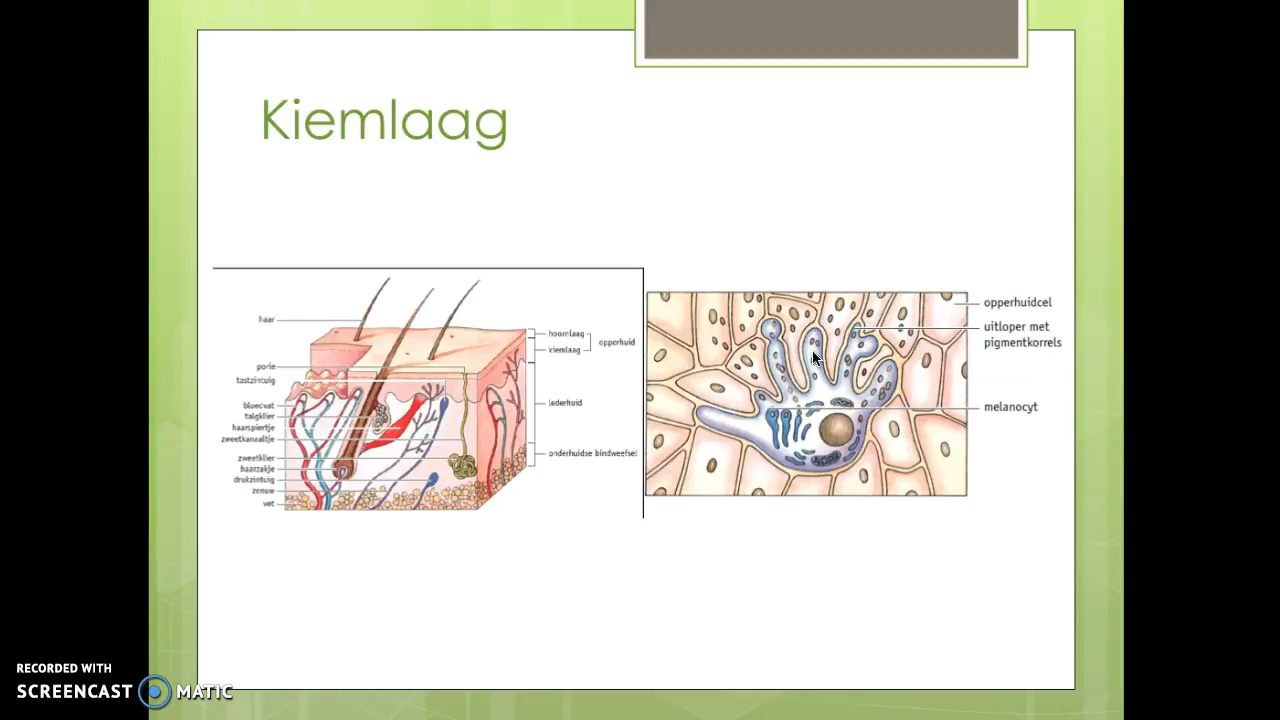 Kiemlaag
haar
porie
tastzintuig
bloedvat
talgklier
haarspiertje
zweetkanaaltje
zweetklier
haarzakje
drukzintuig
zenuw
vet
hoornlaag
kiemlaag
opperhuid
lederhuid
onderhuidse bindweefsel
opperhuidcel
uitloper met
pigmentkorrels
melanocyt
RECORDED WITH
SCREENCAST MATIC